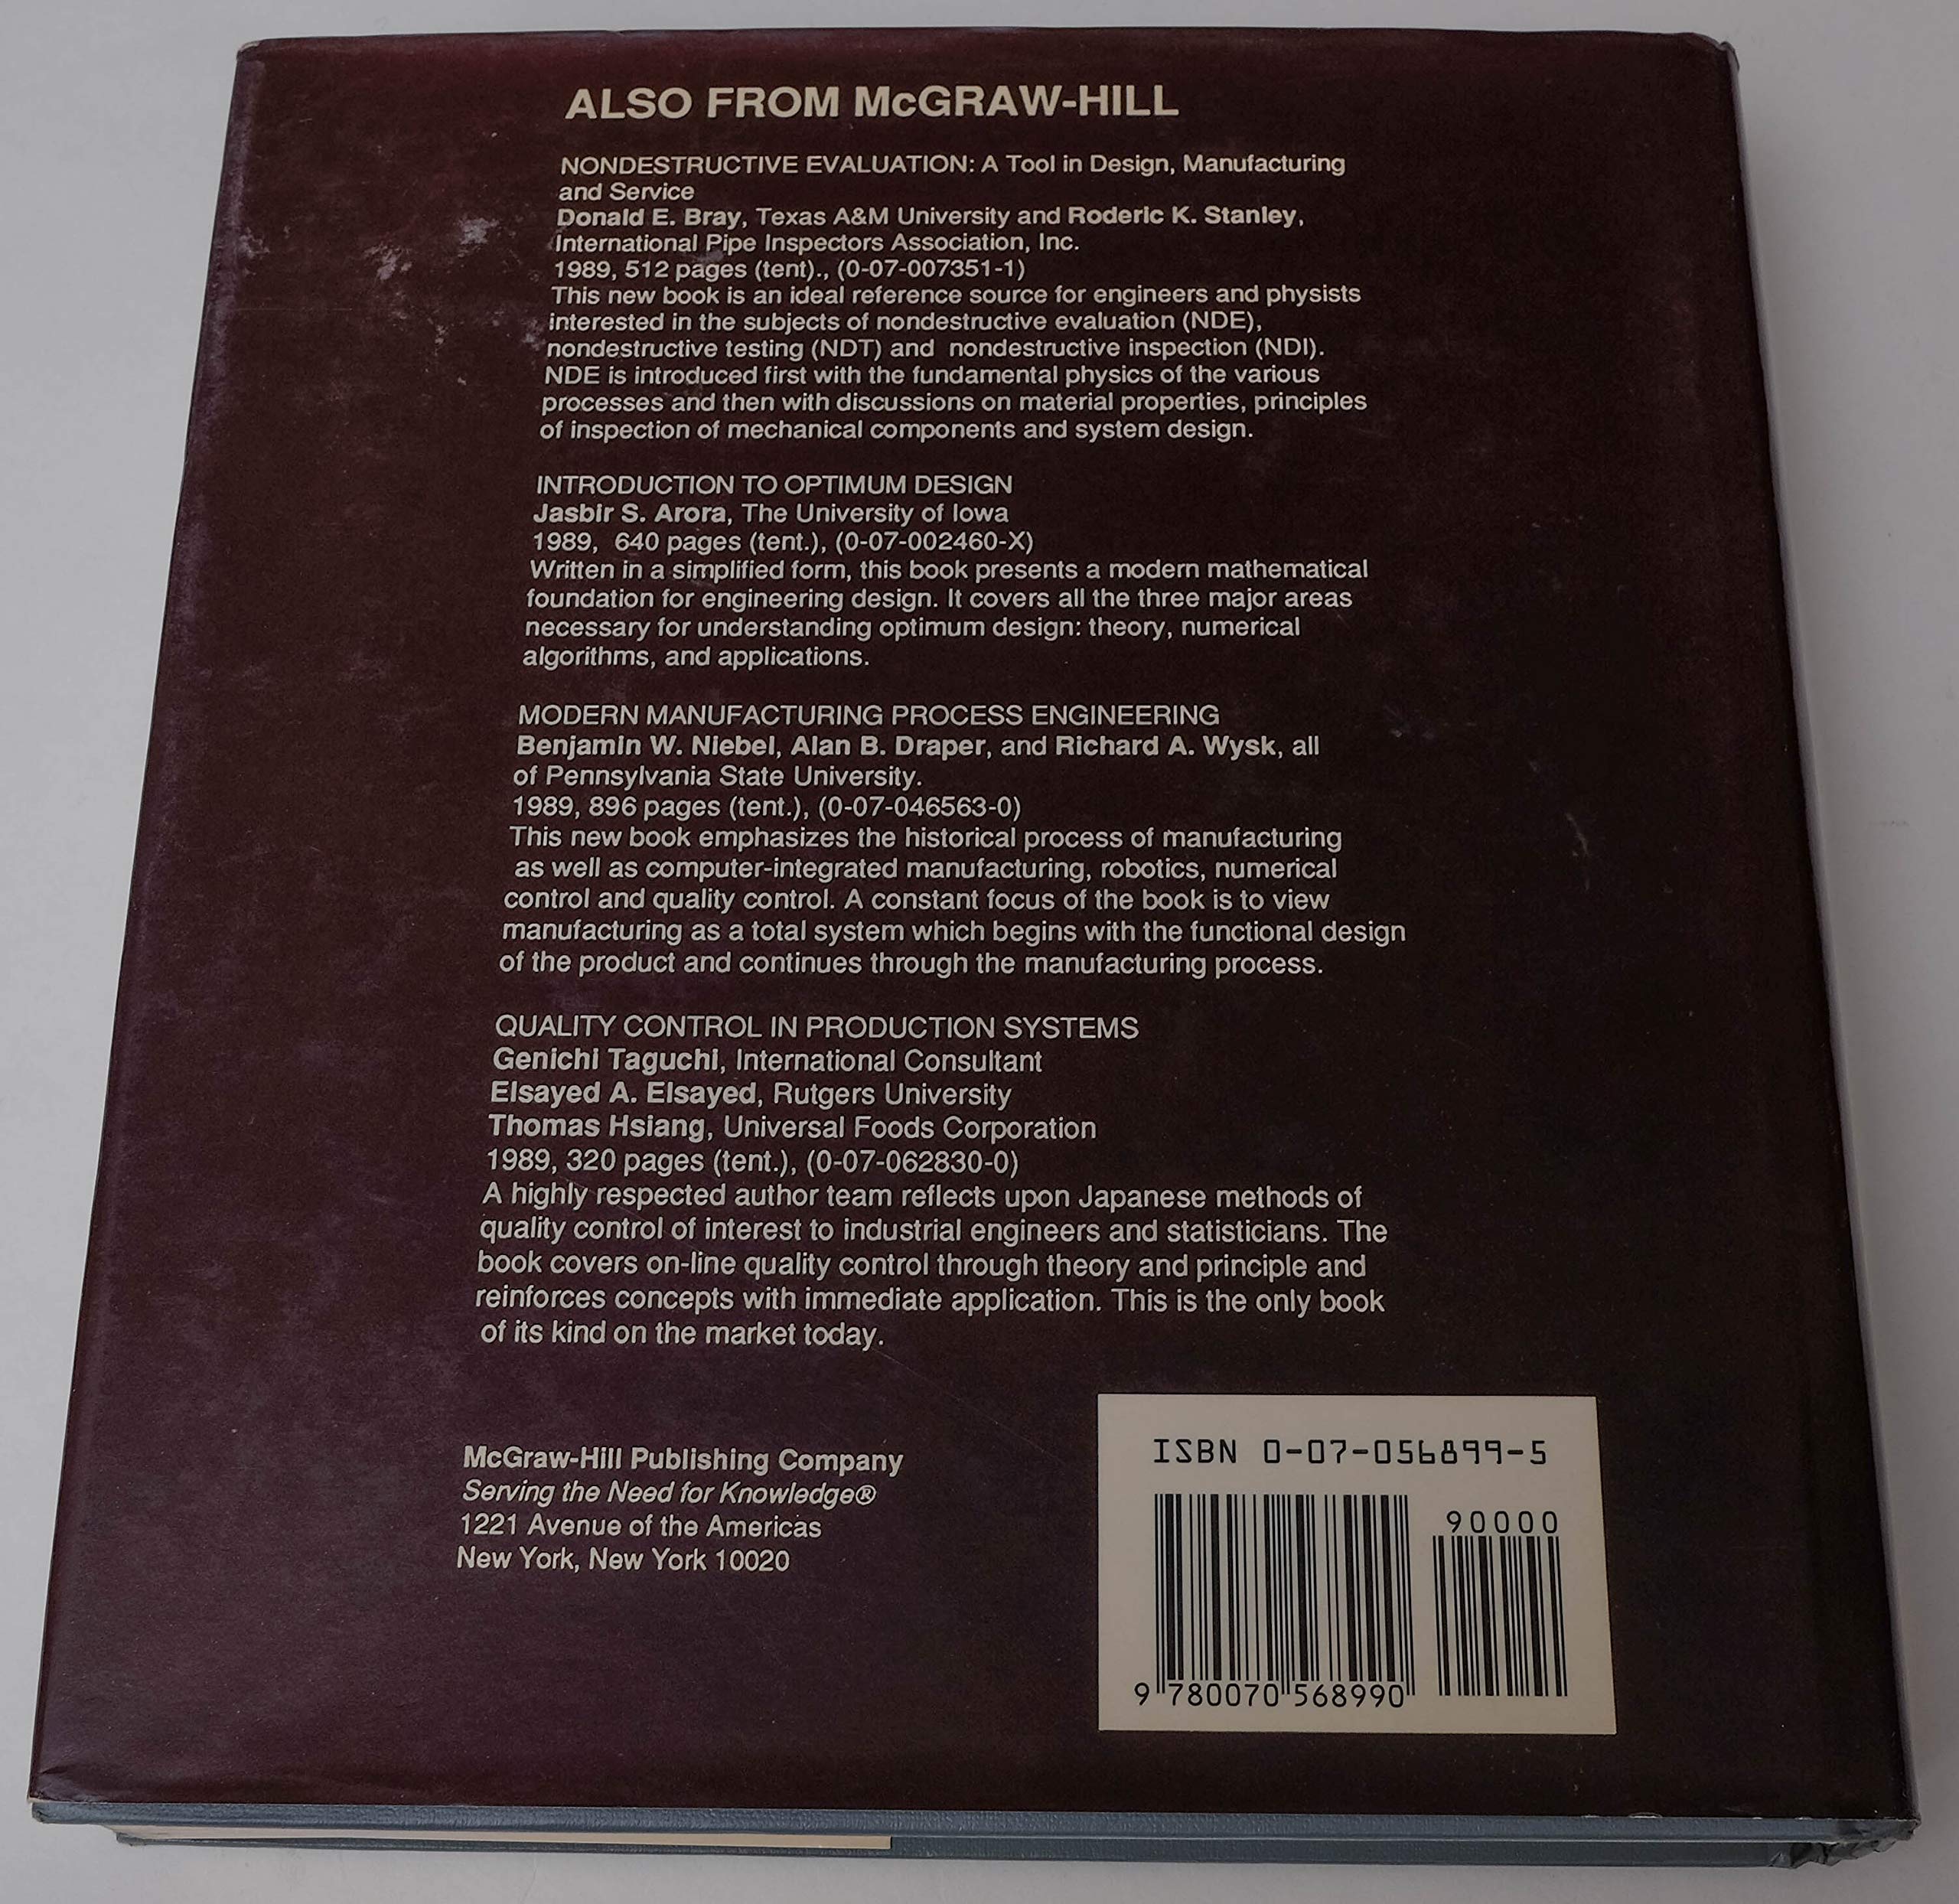 ALSO FROM McGRAW-HILL
NONDESTRUCTIVE EVALUATION: A Tool in Design, Manufacturing
and Service
Donald E. Bray, Texas A&M University and Roderic K. Stanley,
International Pipe Inspectors Association, Inc.
1989, 512 pages (tent)., (0-07-007351-1)
This new book is an ideal reference source for engineers and physists
interested in the subjects of nondestructive evaluation (NDE),
nondestructive testing (NDT) and nondestructive inspection (NDI).
NDE is introduced first with the fundamental physics of the various
processes and then with discussions on material properties, principles
of inspection of mechanical components and system design.
INTRODUCTION TO OPTIMUM DESIGN
Jasbir S. Arora, The University of Iowa
1989, 640 pages (tent.), (0-07-002460-X)
Written in a simplified form, this book presents a modern mathematical
foundation for engineering design. It covers all the three major areas
necessary for understanding optimum design: theory, numerical
algorithms, and applications.
MODERN MANUFACTURING PROCESS ENGINEERING
Benjamin W. Niebel, Alan B. Draper, and Richard A. Wysk, all
of Pennsylvania State University.
1989, 896 pages (tent.), (0-07-046563-0)
This new book emphasizes the historical process of manufacturing
as well as computer-integrated manufacturing, robotics, numerical
control and quality control. A constant focus of the book is to view
manufacturing as a total system which begins with the functional design
of the product and continues through the manufacturing process.
QUALITY CONTROL IN PRODUCTION SYSTEMS
Genichi Taguchi, International Consultant
Elsayed A. Elsayed, Rutgers University
Thomas Hsiang, Universal Foods Corporation
1989, 320 pages (tent.), (0-07-062830-0)
A highly respected author team reflects upon Japanese methods of
quality control of interest to industrial engineers and statisticians. The
book covers on-line quality control through theory and principle and
reinforces concepts with immediate application. This is the only book
of its kind on the market today.
McGraw-Hill Publishing Company
Serving the Need for Knowledge®
1221 Avenue of the Americas
New York, New York 10020
ISBN 0-07-056899-5
90000
9 780070 568990